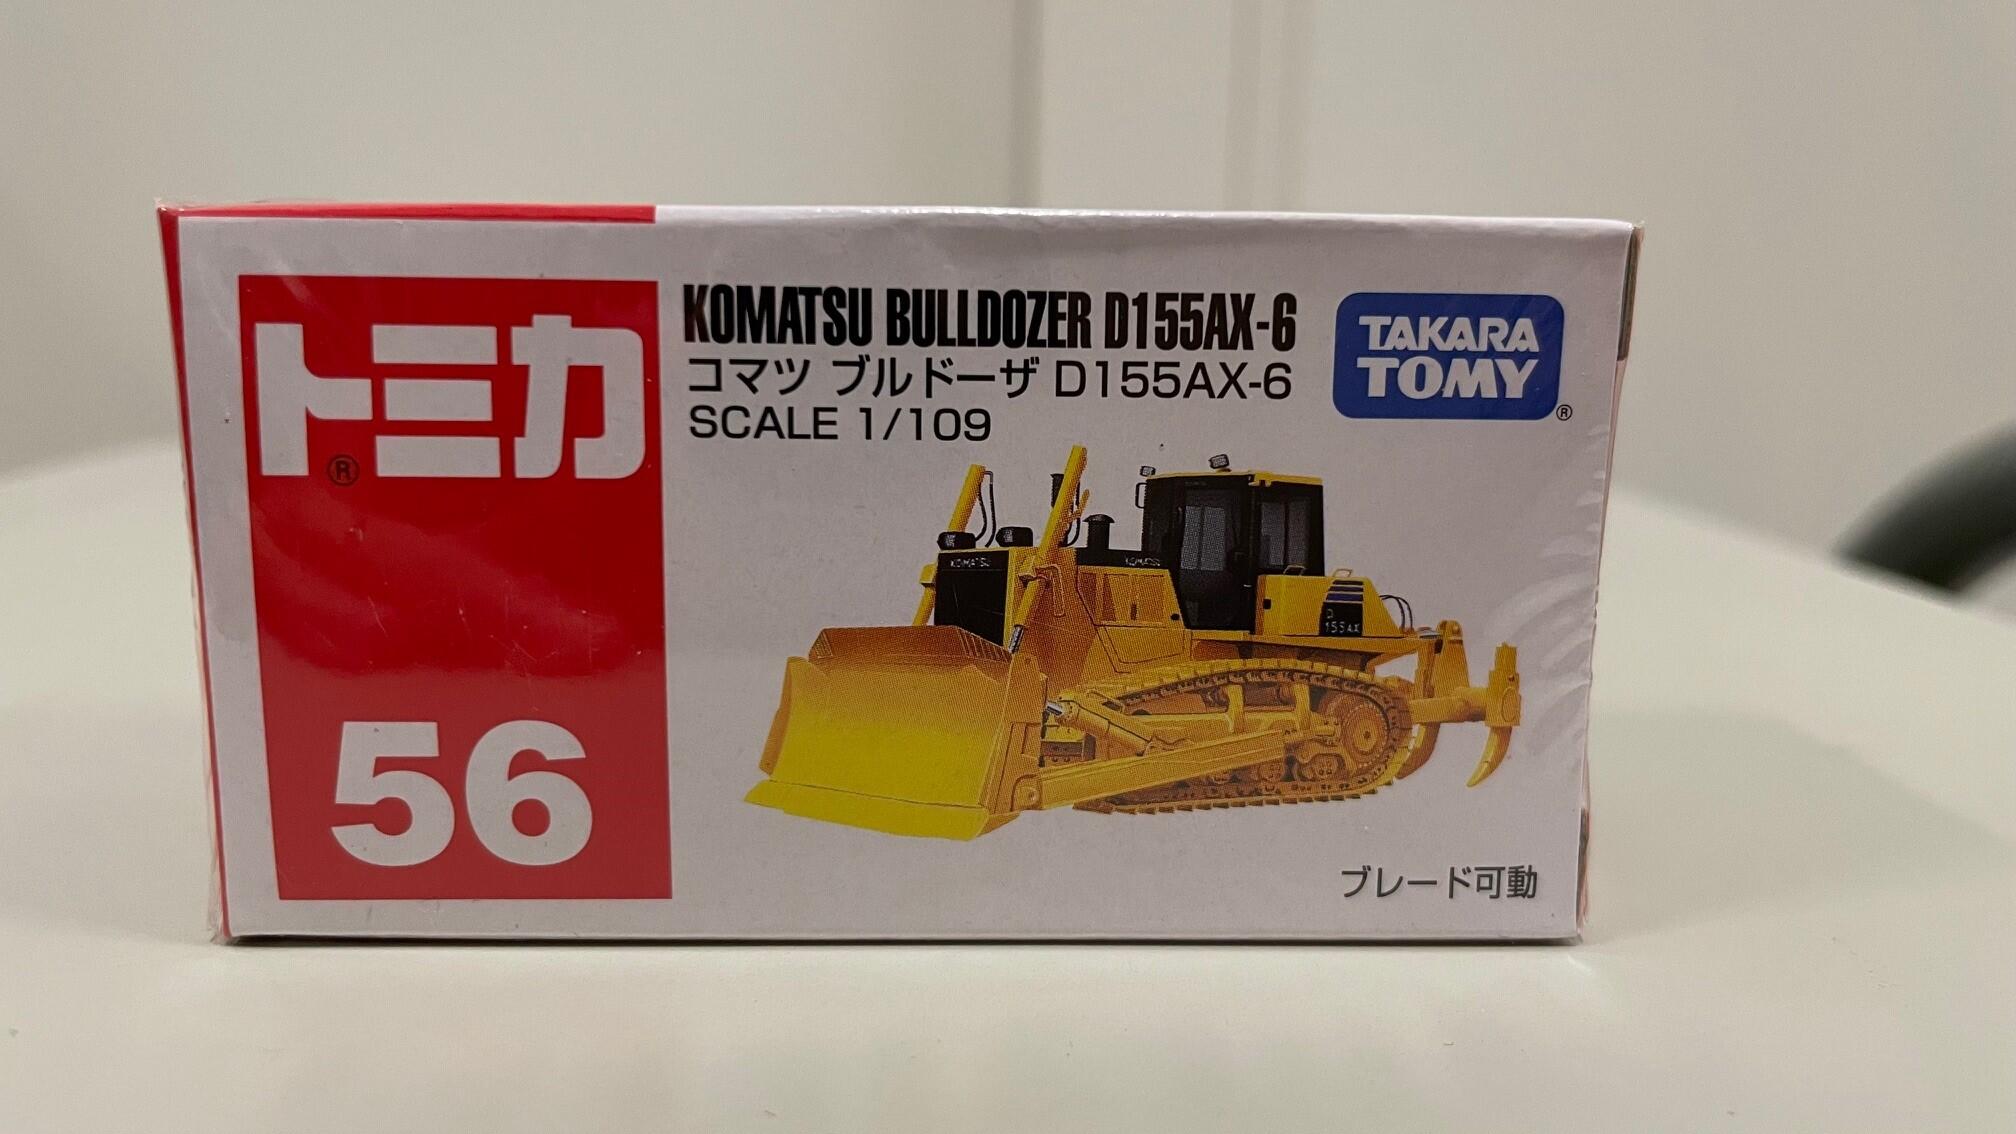 トミカ
®
56
KOMATSU BULLDOZER D155AX-6
コマツ ブルドーザ D155AX-6
SCALE 1/109
TAKARA
TOMY
®
KOMATSU
KOMATSU
D
155AX
ブレード可動